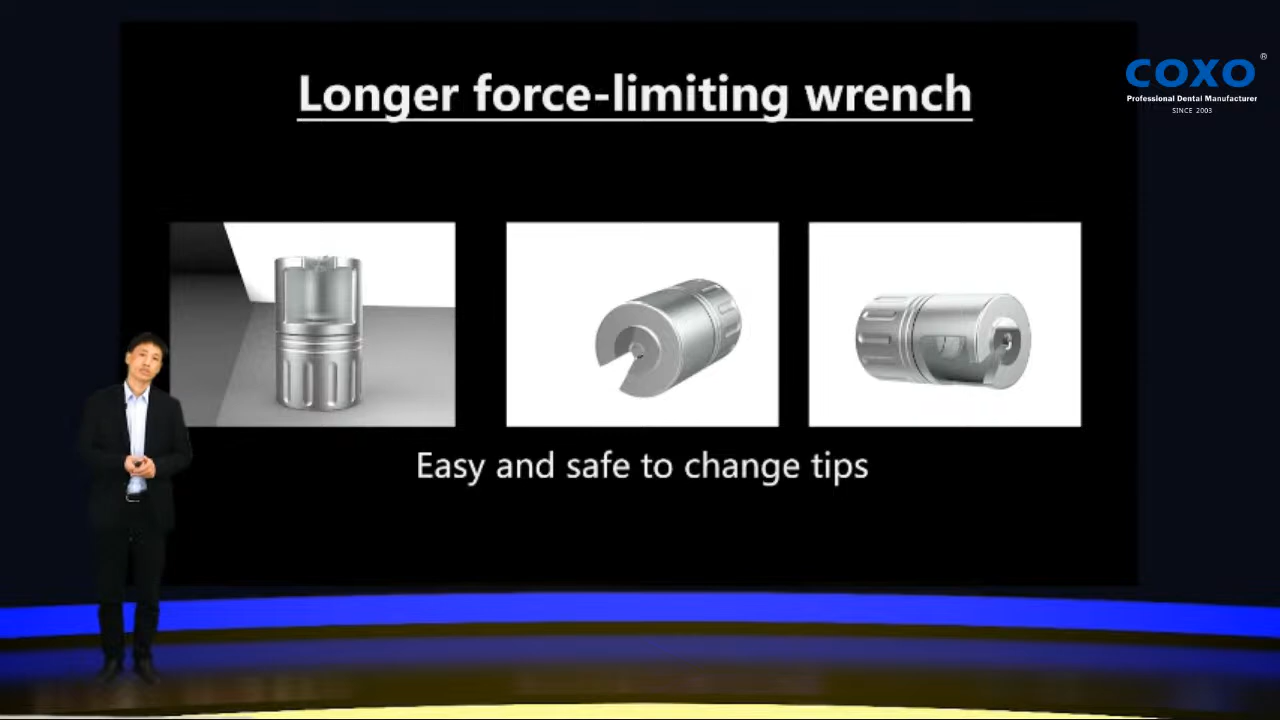 Longer force-limiting wrench
COXO®
Professional Dental Manufacturer
SINCE 2003
Easy and safe to change tips